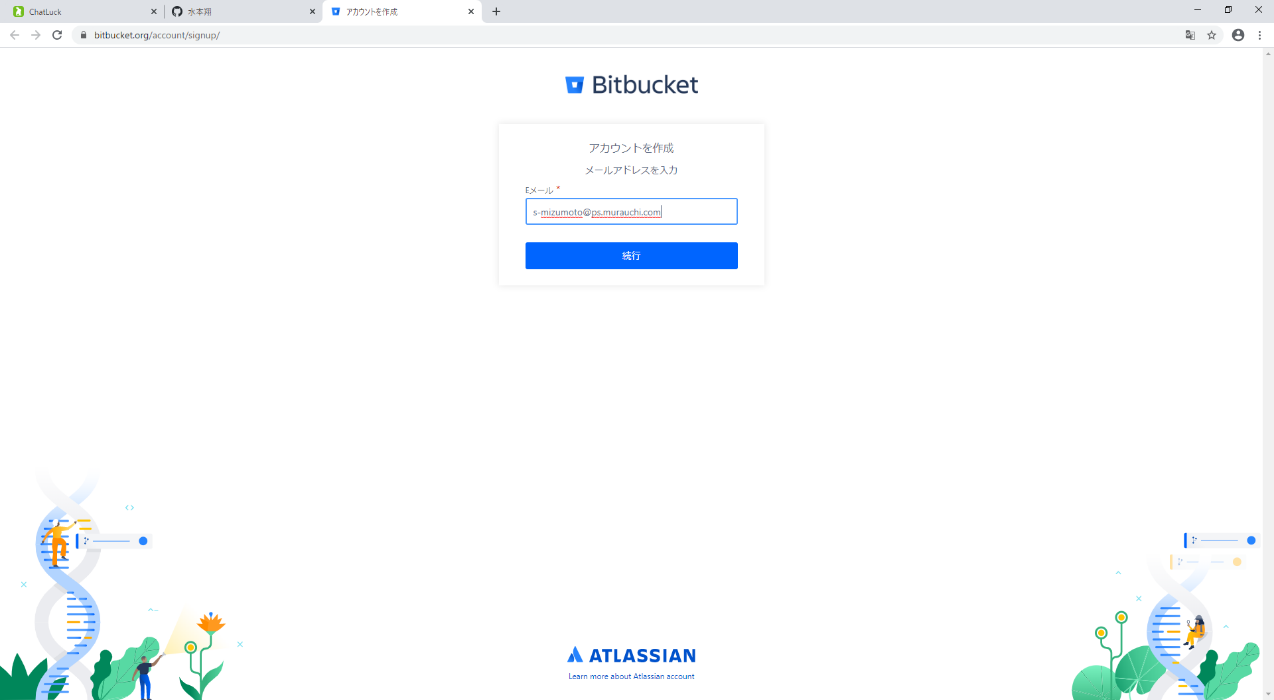 ChatLuck
水本翔
アカウントを作成
bitbucket.org/account/signup/
Bitbucket
アカウントを作成
メールアドレスを入力
Eメール *
s-mizumoto@ps.murauchi.com
続行
ATLASSIAN
Learn more about Atlassian account